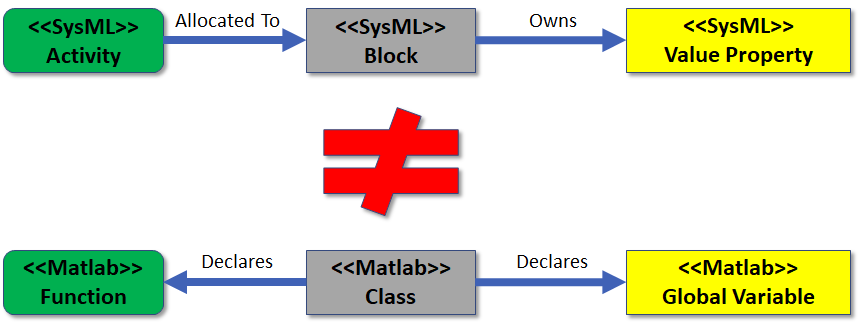 <<SysML>> Allocated To <<SysML>> Owns <<SysML>>
Activity Block Value Property
≠
<<Matlab>> Declares <<Matlab>> Declares <<Matlab>>
Function Class Global Variable